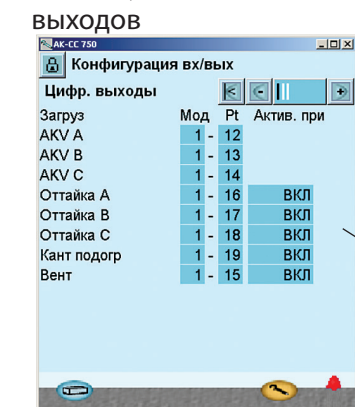 выходов
AK-CC 750
Конфигурация вх/вых
Цифр. выходы
Загруз Мод Pt Актив. при
AKV A 1 - 12
AKV B 1 - 13
AKV C 1 - 14
Оттайка A 1 - 16 ВКЛ
Оттайка B 1 - 17 ВКЛ
Оттайка C 1 - 18 ВКЛ
Кант подогр 1 - 19 ВКЛ
Вент 1 - 15 ВКЛ